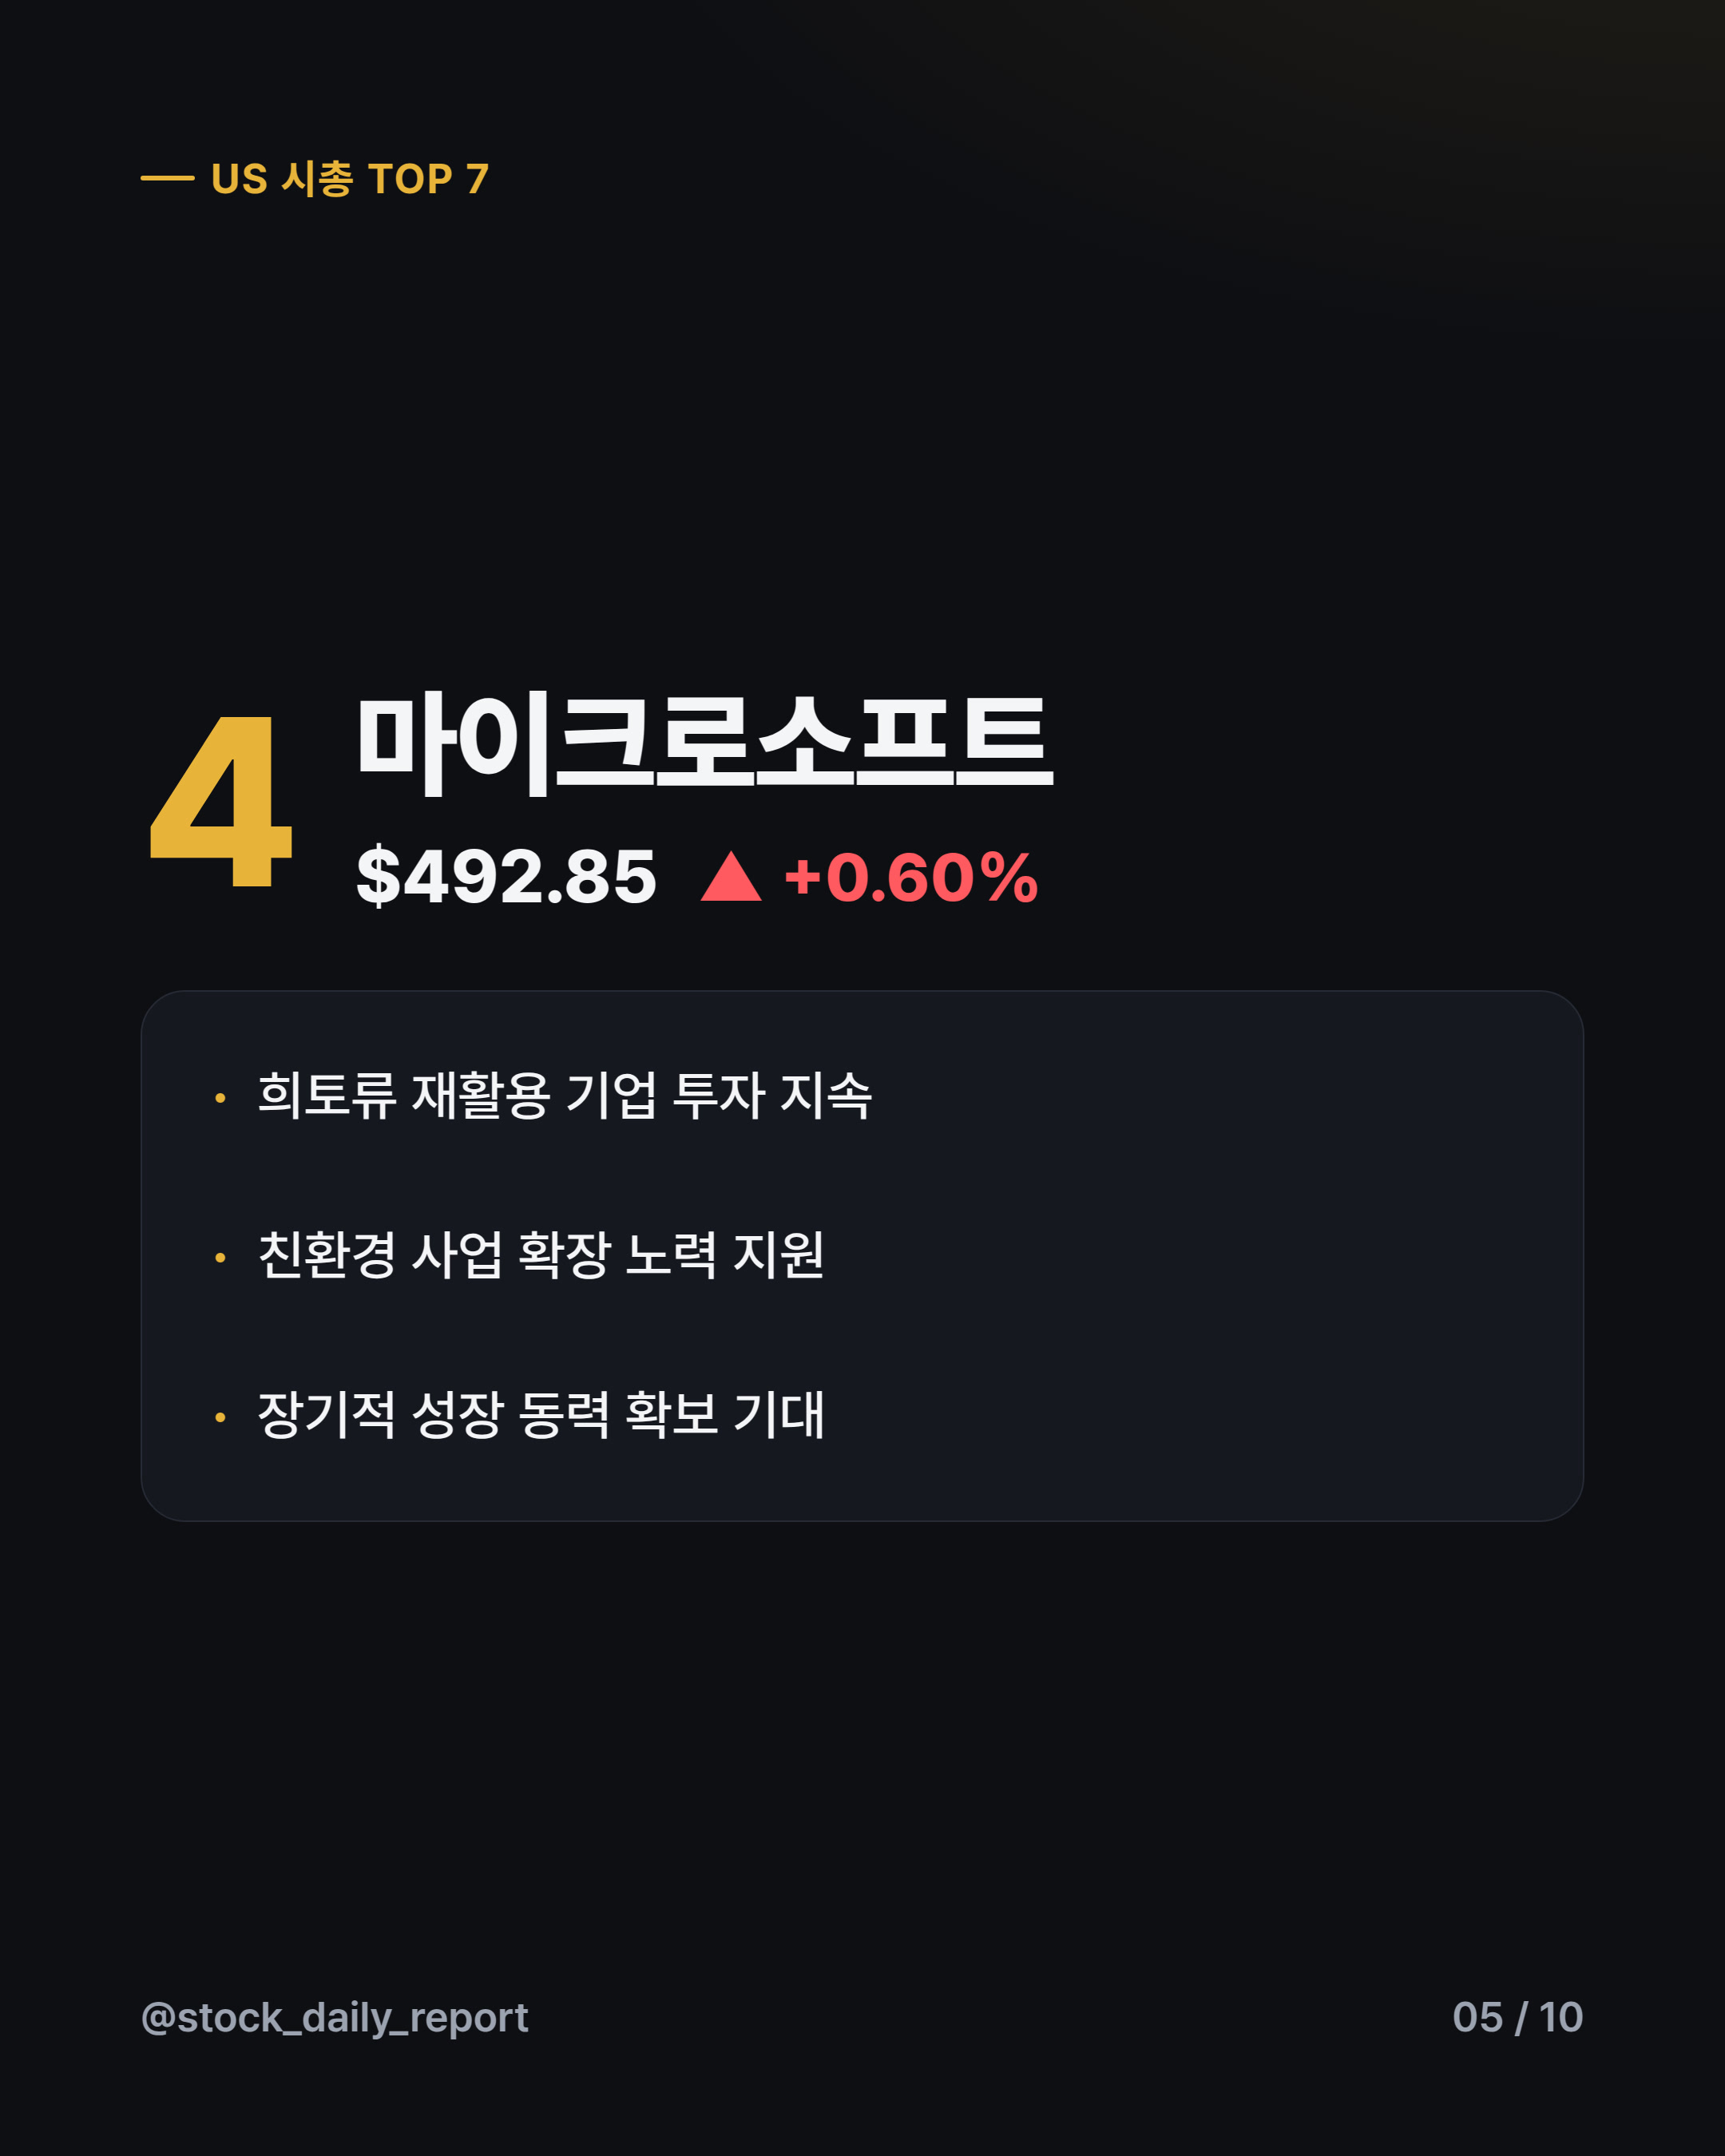 US 시총 TOP 7
4
마이크로소프트
$492.85 ▲ +0.60%
• 희토류 재활용 기업 투자 지속
• 친환경 사업 확장 노력 지원
• 장기적 성장 동력 확보 기대
@stock_daily_report
05 / 10